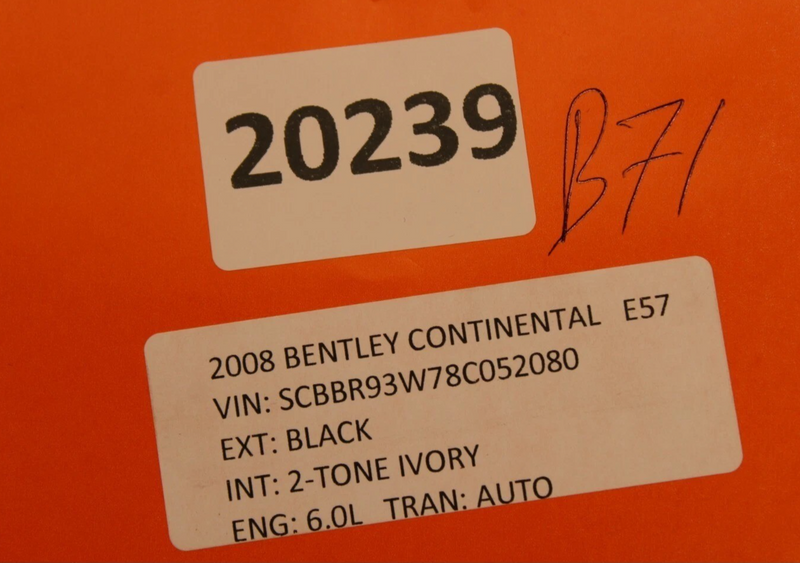 20239
B71
2008 BENTLEY CONTINENTAL E57
VIN: SCBBR93W78C052080
EXT: BLACK
INT: 2-TONE IVORY
ENG: 6.0L TRAN: AUTO